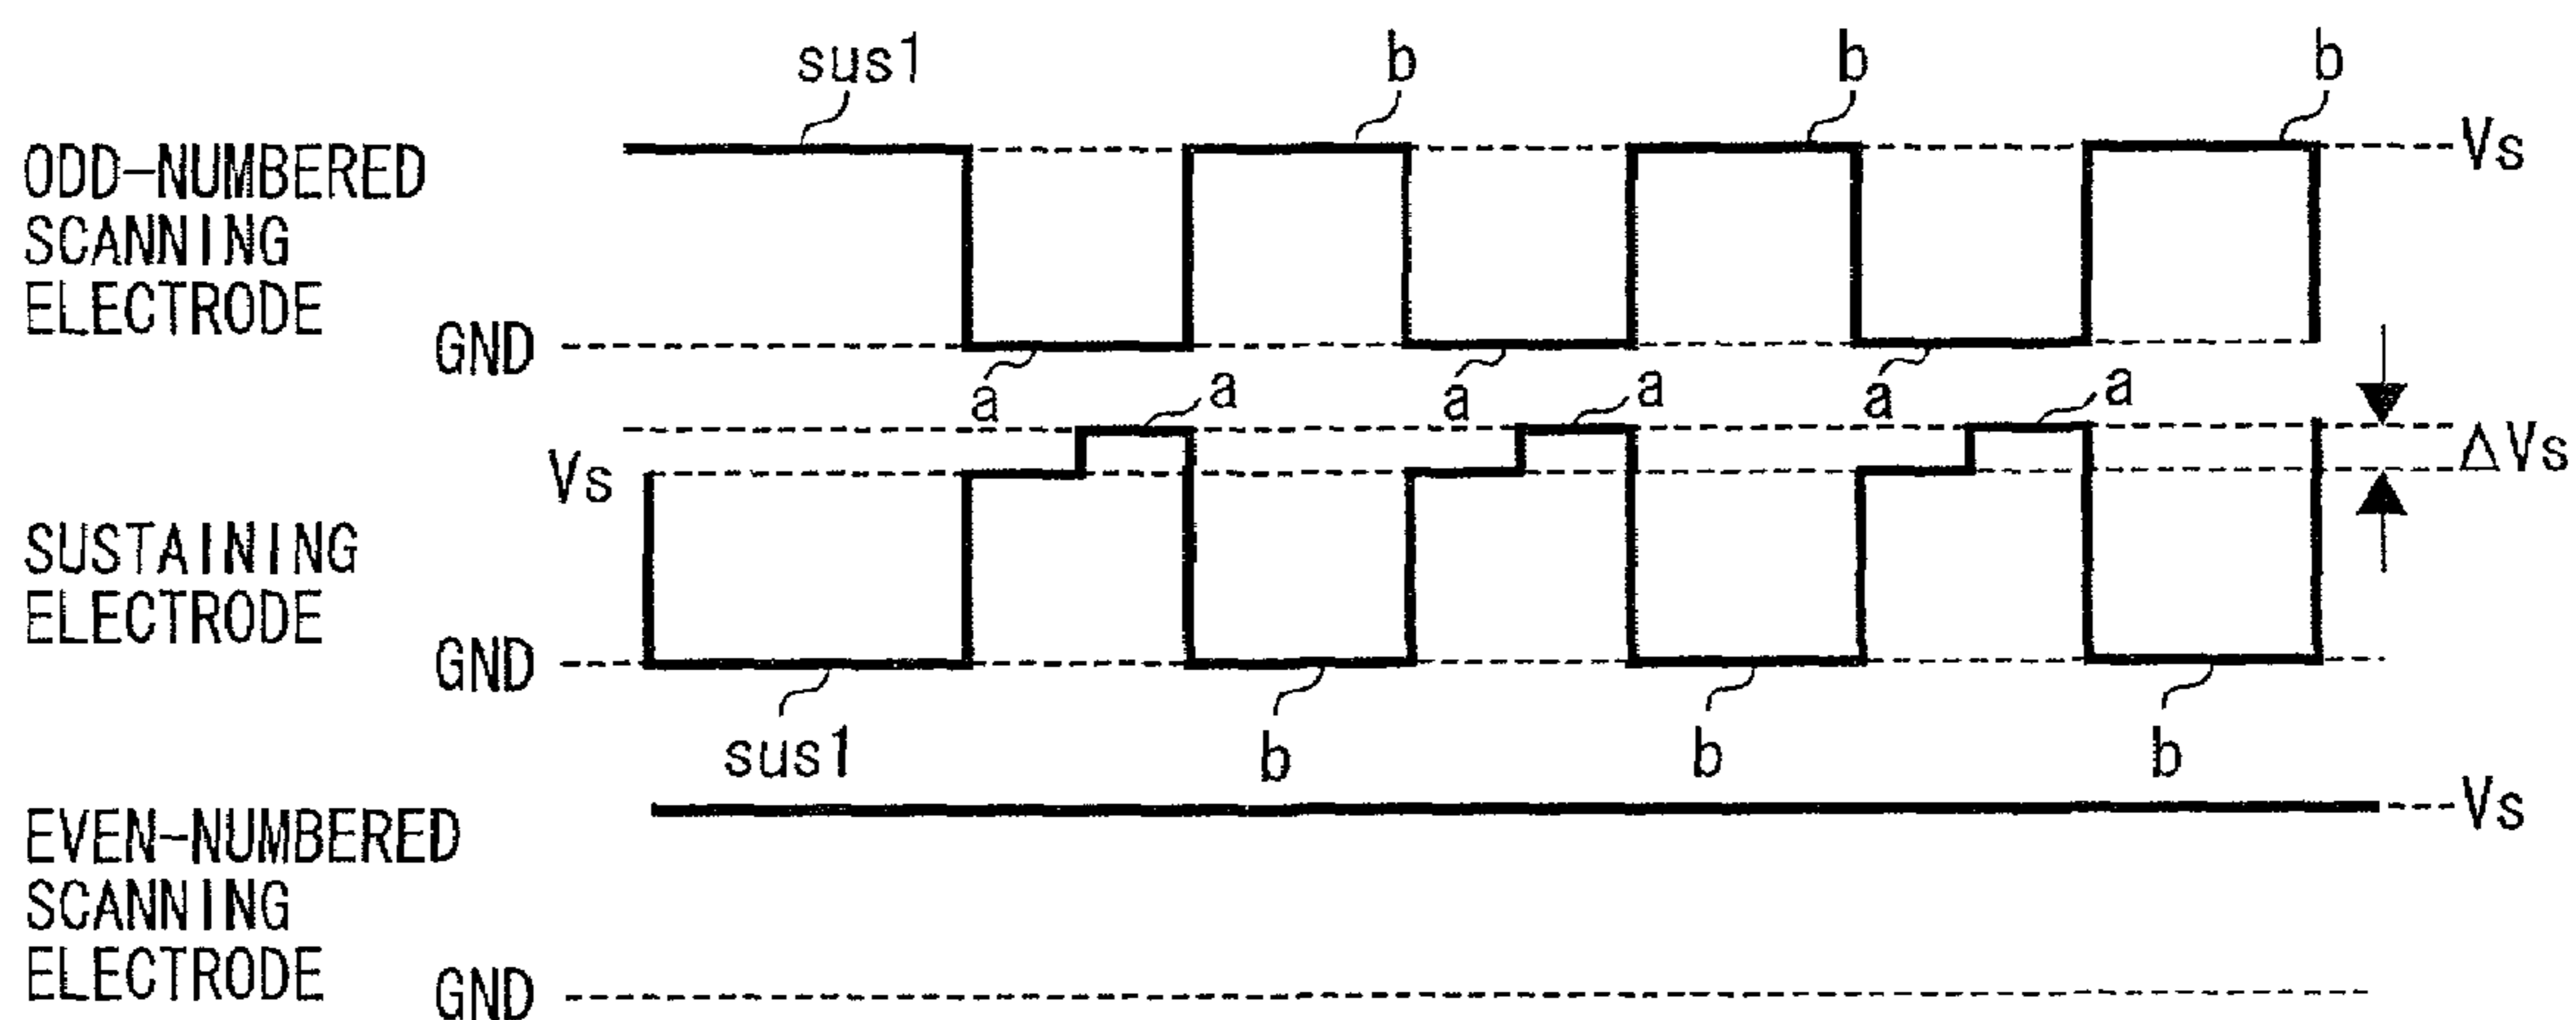 sus1 b b b
ODD-NUMBERED
SCANNING
ELECTRODE
Vs
GND
a a a
a a a
Vs
ΔVs
SUSTAINING
ELECTRODE
GND
sus1 b b b
EVEN-NUMBERED
SCANNING
ELECTRODE
Vs
GND